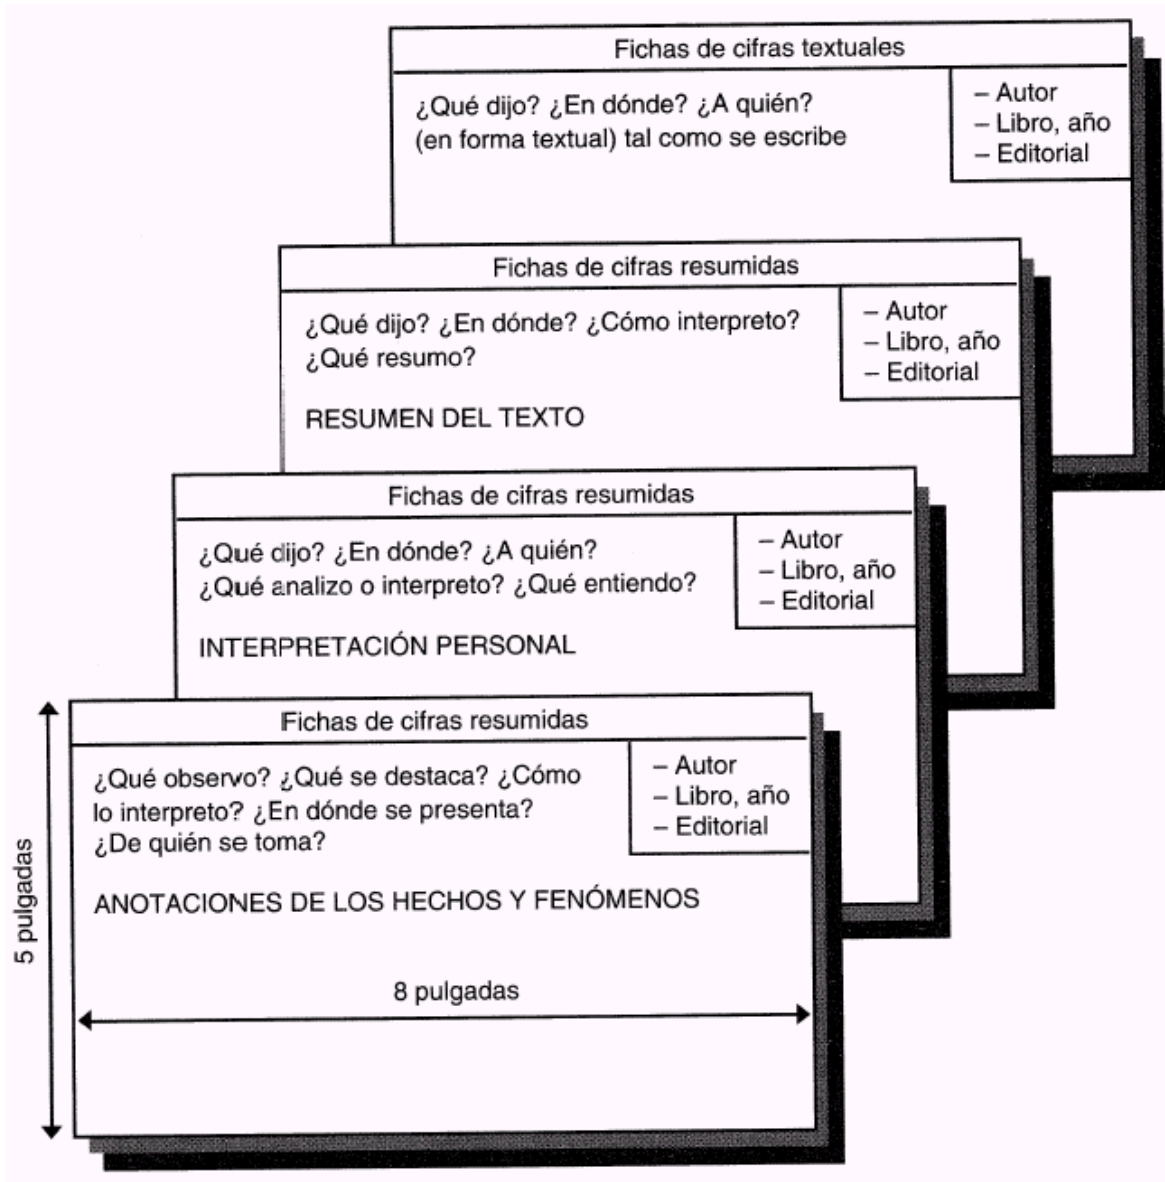 Fichas de cifras textuales
¿Qué dijo? ¿En dónde? ¿A quién?
(en forma textual) tal como se escribe
– Autor
– Libro, año
– Editorial
Fichas de cifras resumidas
¿Qué dijo? ¿En dónde? ¿Cómo interpreto?
¿Qué resumo?
RESUMEN DEL TEXTO
– Autor
– Libro, año
– Editorial
Fichas de cifras resumidas
¿Qué dijo? ¿En dónde? ¿A quién?
¿Qué analizo o interpreto? ¿Qué entiendo?
INTERPRETACIÓN PERSONAL
– Autor
– Libro, año
– Editorial
Fichas de cifras resumidas
¿Qué observo? ¿Qué se destaca? ¿Cómo
lo interpreto? ¿En dónde se presenta?
¿De quién se toma?
ANOTACIONES DE LOS HECHOS Y FENÓMENOS
– Autor
– Libro, año
– Editorial
5 pulgadas
8 pulgadas